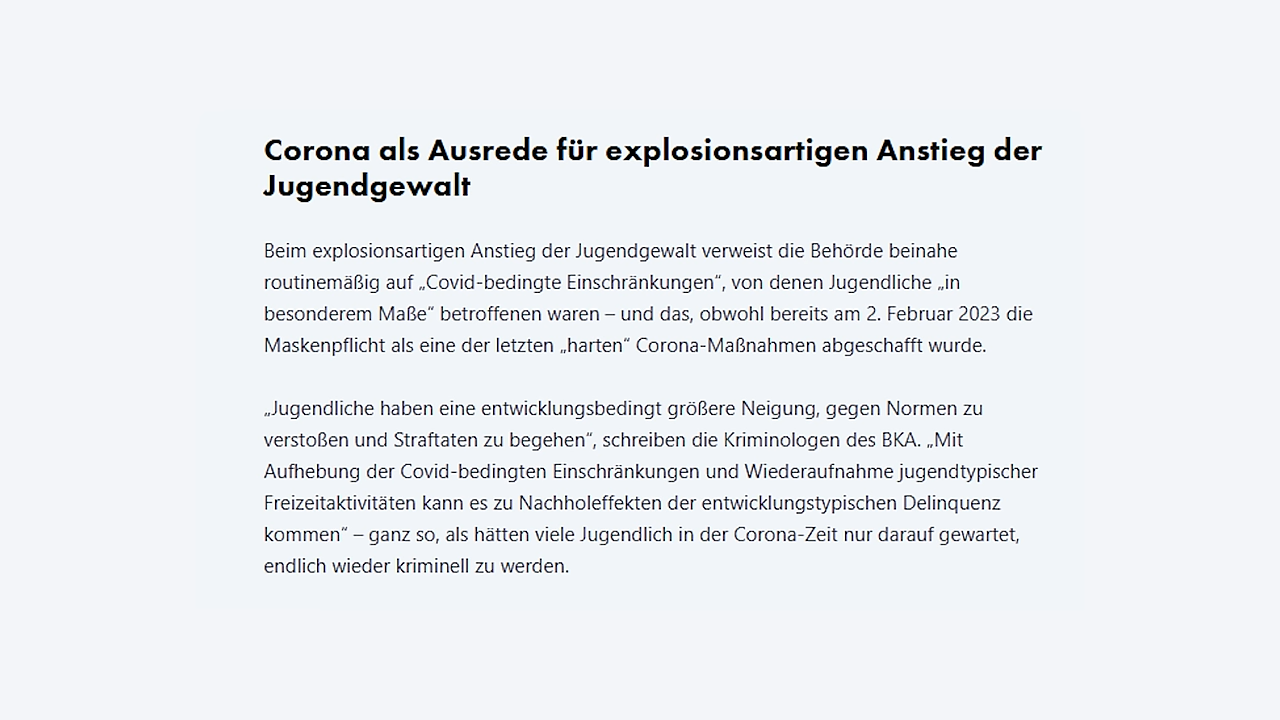 Corona als Ausrede für explosionsartigen Anstieg der
Jugendgewalt
Beim explosionsartigen Anstieg der Jugendgewalt verweist die Behörde beinahe
routinemäßig auf „Covid-bedingte Einschränkungen“, von denen Jugendliche „in
besonderem Maße“ betroffenen waren – und das, obwohl bereits am 2. Februar 2023 die
Maskenpflicht als eine der letzten „harten“ Corona-Maßnahmen abgeschafft wurde.
„Jugendliche haben eine entwicklungsbedingt größere Neigung, gegen Normen zu
verstoßen und Straftaten zu begehen“, schreiben die Kriminologen des BKA. „Mit
Aufhebung der Covid-bedingten Einschränkungen und Wiederaufnahme jugendtypischer
Freizeitaktivitäten kann es zu Nachholeffekten der entwicklungstypischen Delinquenz
kommen“ – ganz so, als hätten viele Jugendlich in der Corona-Zeit nur darauf gewartet,
endlich wieder kriminell zu werden.